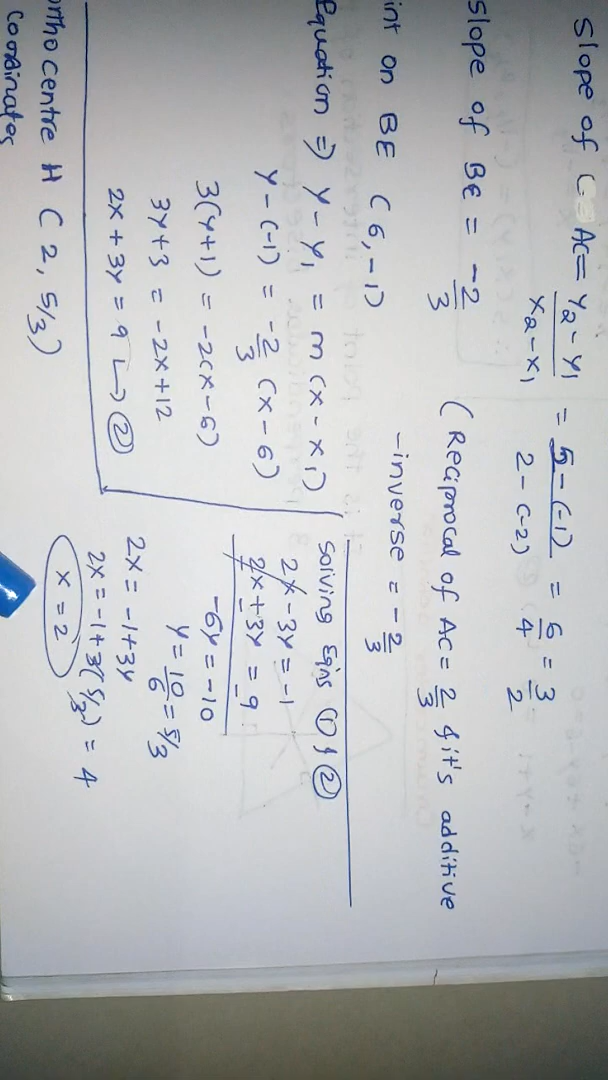 Slope of AC = y₂ - y₁ / x₂ - x₁ = 5 - (-1) / 2 - (-2) = 6/4 = 3/2
Slope of BE = -2/3 (Reciprocal of AC = 2/3 & it's additive
-inverse = -2/3
int on BE (6, -1)
Equation ⇒ y - y₁ = m (x - x₁)
y - (-1) = -2/3 (x - 6)
3(y+1) = -2(x - 6)
3y + 3 = -2x + 12
2x + 3y = 9 ↳ ②
Solving Eqns ① & ②
2x - 3y = -1
2x + 3y = 9
- - -
-6y = -10
y = 10/6 = 5/3
2x = -1 + 3y
2x = -1 + 3(5/3) = 4
x = 2
orthocentre H (2, 5/3)
Coordinates